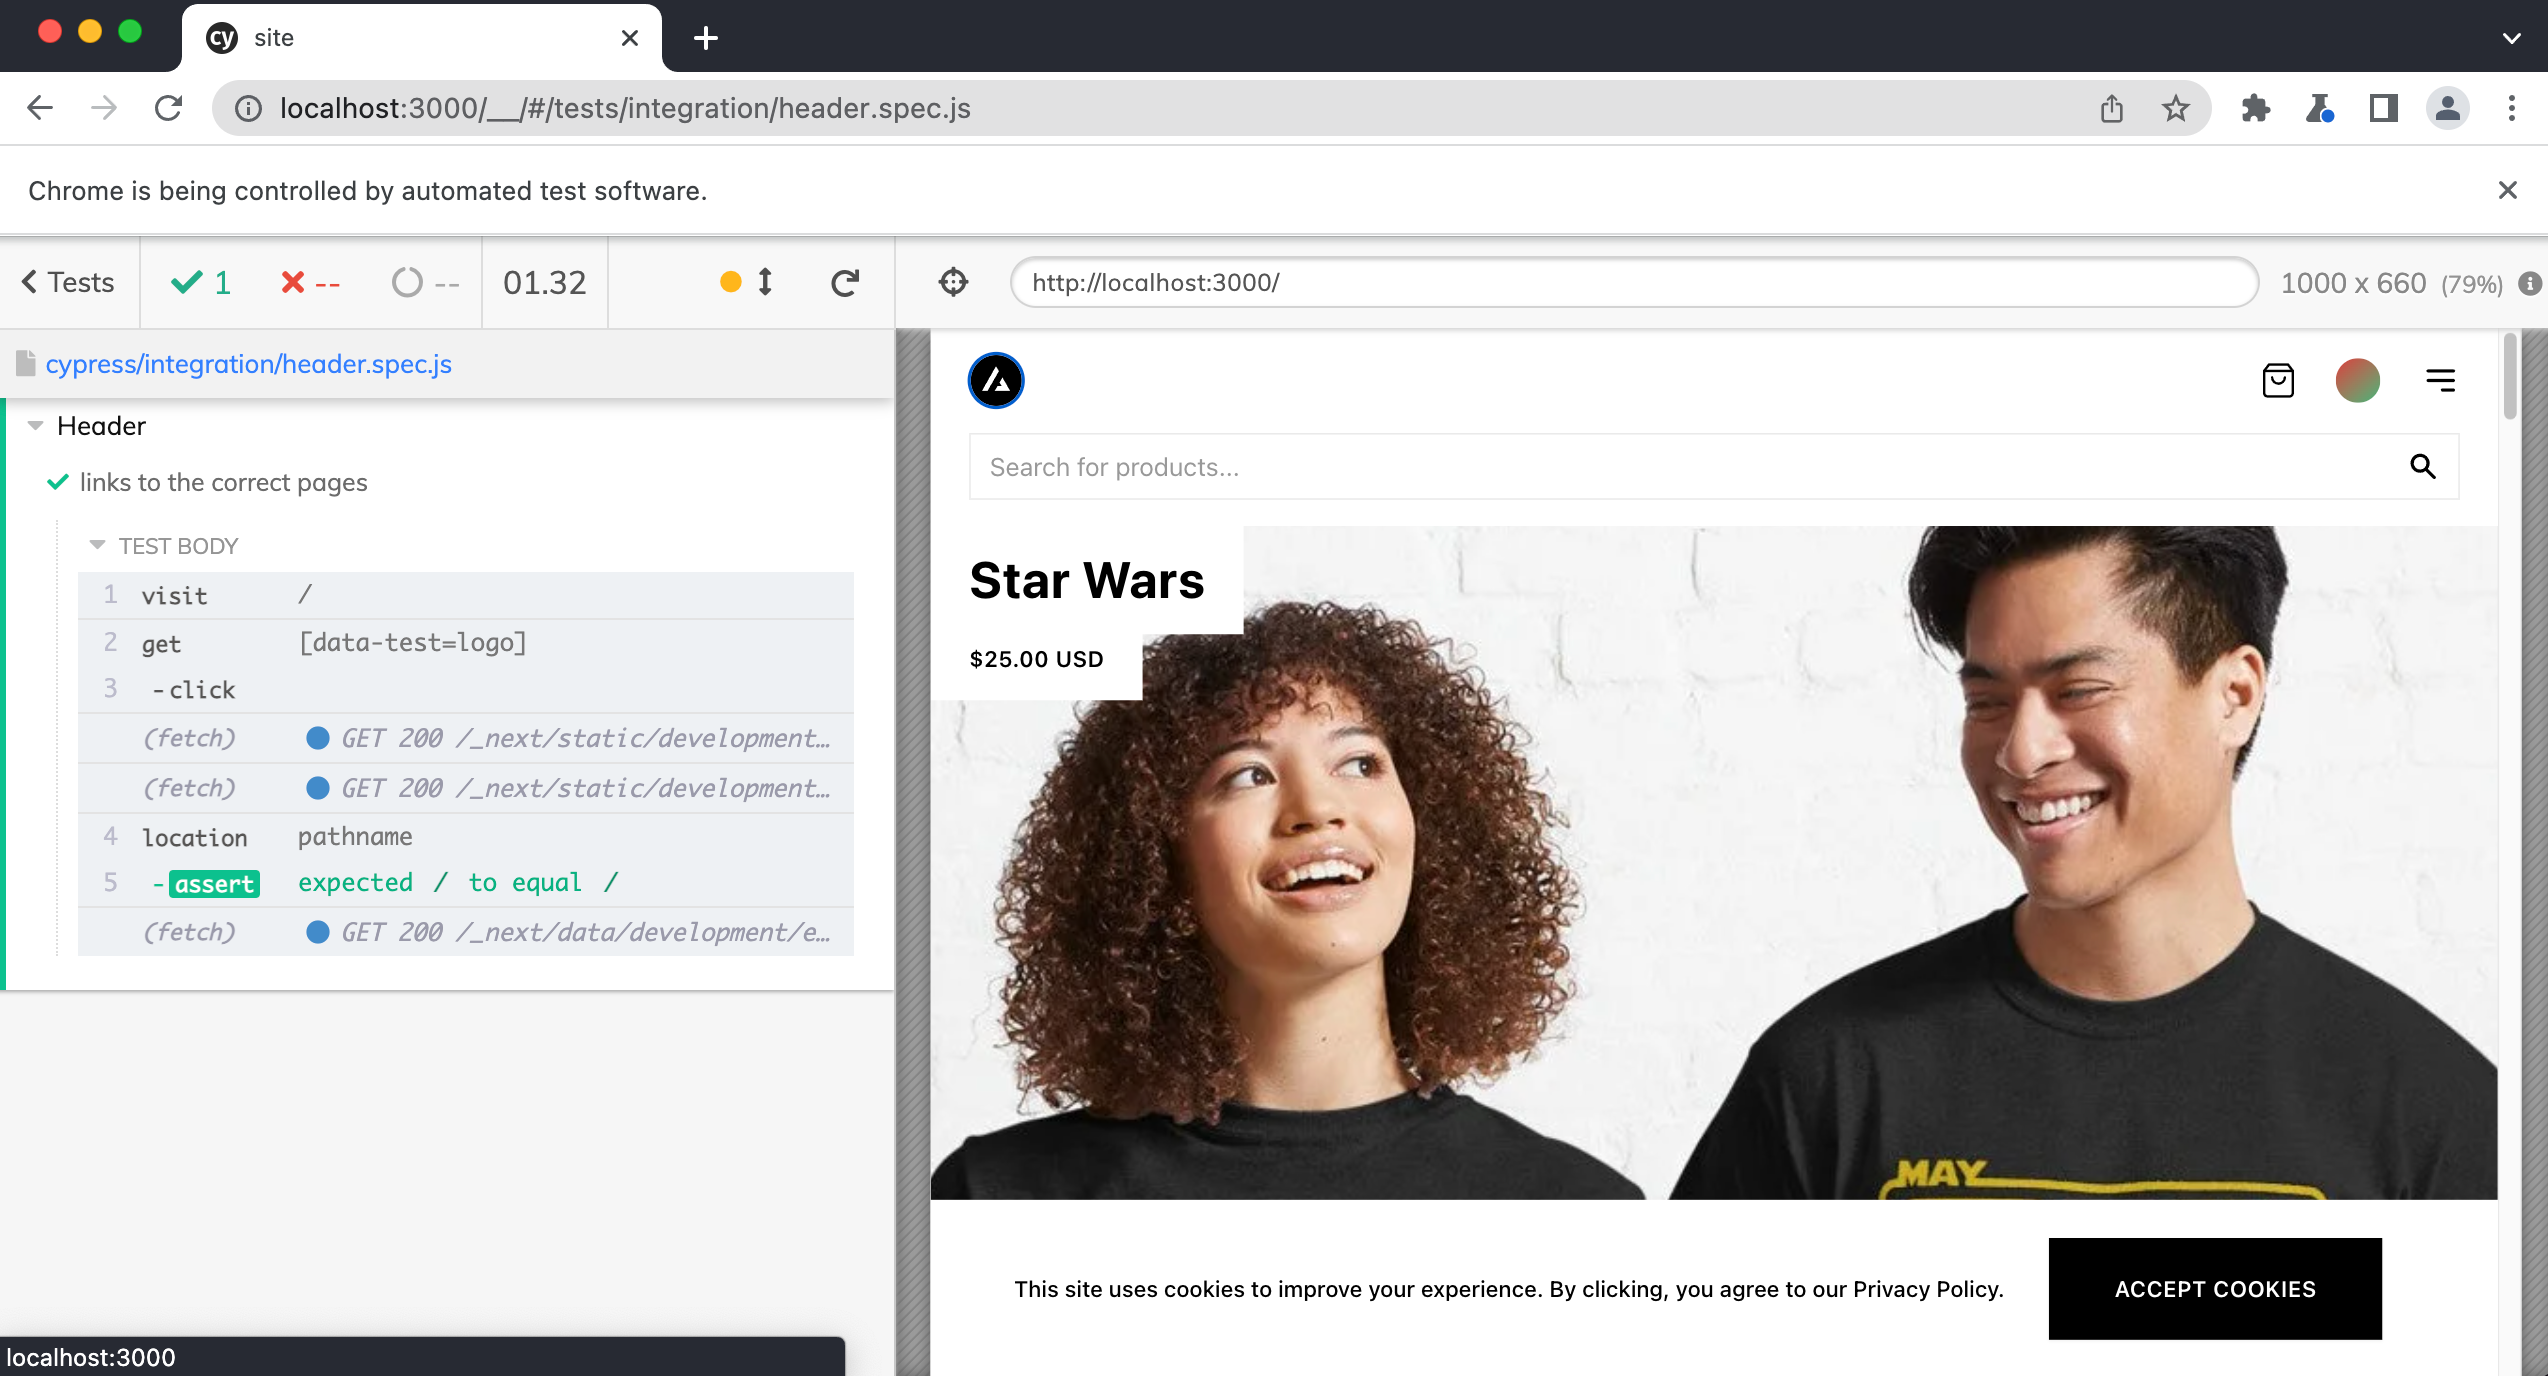 cy site
localhost:3000/__/#/tests/integration/header.spec.js
Chrome is being controlled by automated test software.
Tests 1 -- -- 01.32
http://localhost:3000/ 1000 x 660 (79%)
cypress/integration/header.spec.js
Header
links to the correct pages
TEST BODY
1 visit /
2 get [data-test=logo]
3 -click
(fetch) GET 200 /_next/static/development…
(fetch) GET 200 /_next/static/development…
4 location pathname
5 -assert expected / to equal /
(fetch) GET 200 /_next/data/development/e…
localhost:3000
Search for products...
Star Wars
$25.00 USD
MAY
This site uses cookies to improve your experience. By clicking, you agree to our Privacy Policy.
ACCEPT COOKIES